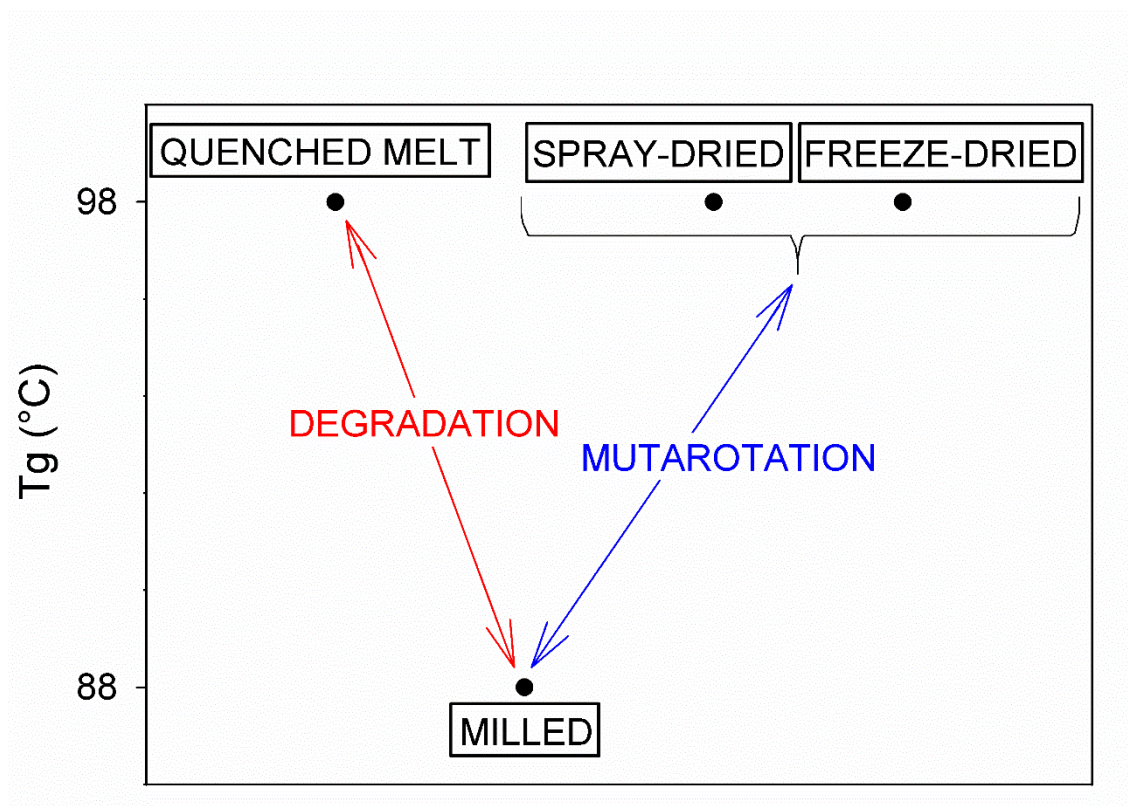 QUENCHED MELT
SPRAY-DRIED
FREEZE-DRIED
98
DEGRADATION
MUTAROTATION
Tg (°C)
88
MILLED